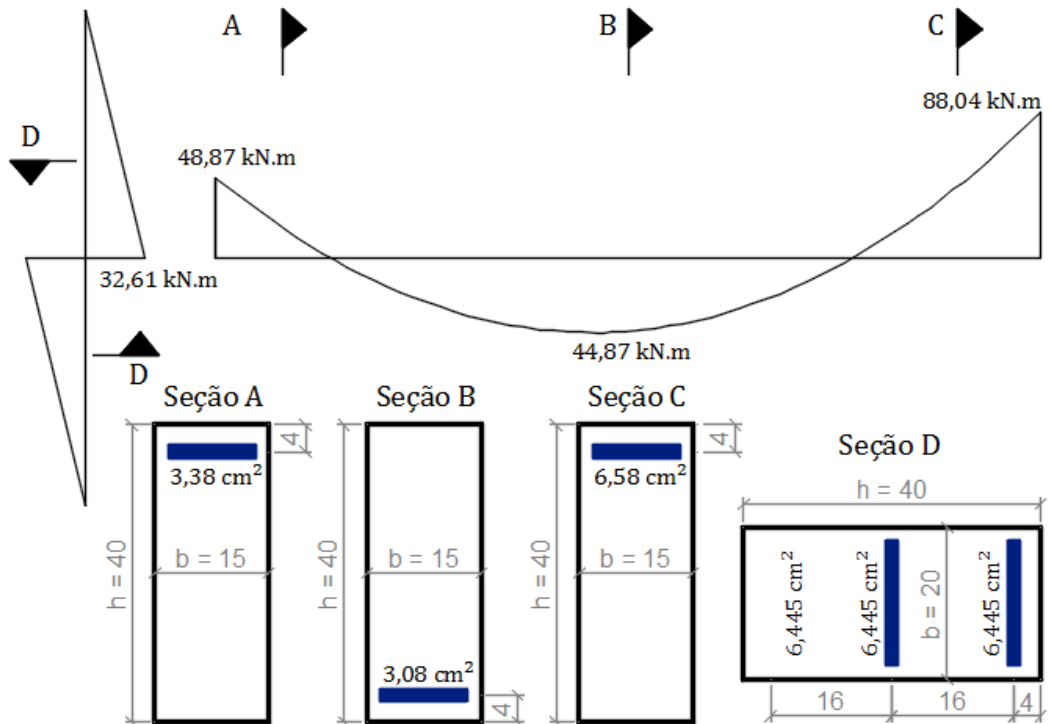 A
B
C
88,04 kN.m
D
48,87 kN.m
32,61 kN.m
44,87 kN.m
D
Seção A
4
3,38 cm²
b = 15
h = 40
Seção B
3,08 cm²
b = 15
h = 40
4
Seção C
4
6,58 cm²
b = 15
h = 40
Seção D
h = 40
6,445 cm²
6,445 cm²
b = 20
6,445 cm²
16
16
4